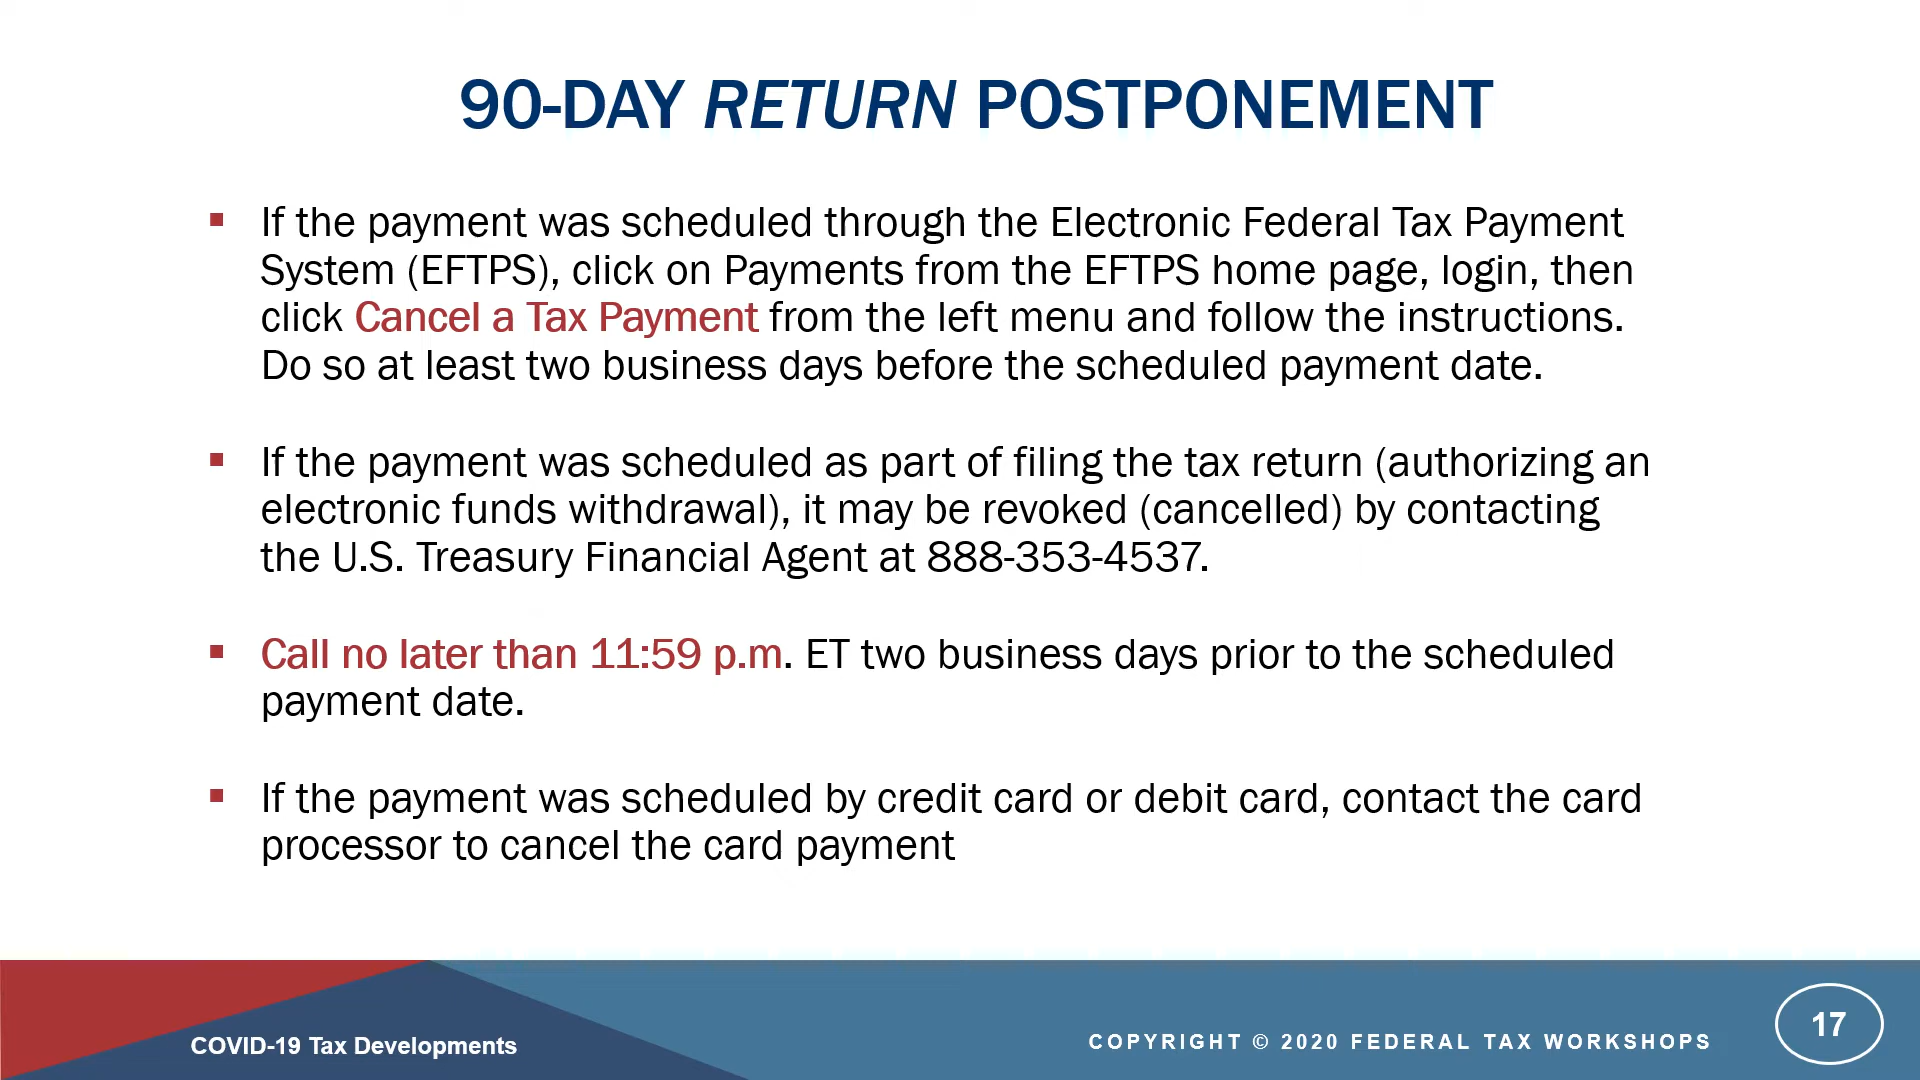 90-DAY RETURN POSTPONEMENT
If the payment was scheduled through the Electronic Federal Tax Payment
System (EFTPS), click on Payments from the EFTPS home page, login, then
click Cancel a Tax Payment from the left menu and follow the instructions.
Do so at least two business days before the scheduled payment date.
If the payment was scheduled as part of filing the tax return (authorizing an
electronic funds withdrawal), it may be revoked (cancelled) by contacting
the U.S. Treasury Financial Agent at 888-353-4537.
Call no later than 11:59 p.m. ET two business days prior to the scheduled
payment date.
If the payment was scheduled by credit card or debit card, contact the card
processor to cancel the card payment
COVID-19 Tax Developments
COPYRIGHT © 2020 FEDERAL TAX WORKSHOPS
17